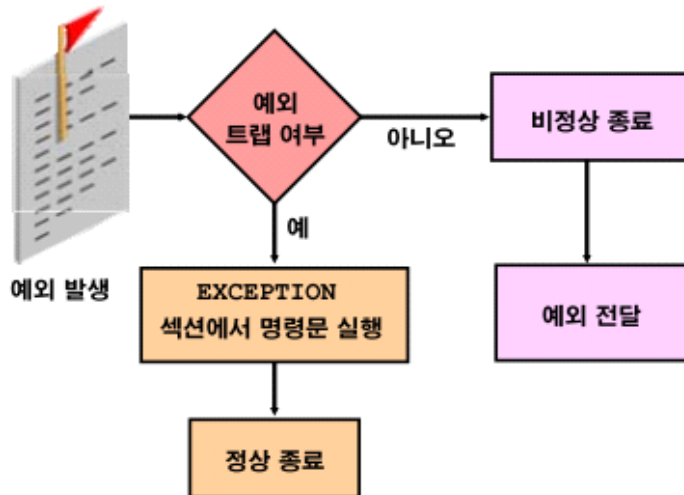 예외 발생
예외
트랩 여부
아니오
비정상 종료
예외 전달
예
EXCEPTION
섹션에서 명령문 실행
정상 종료